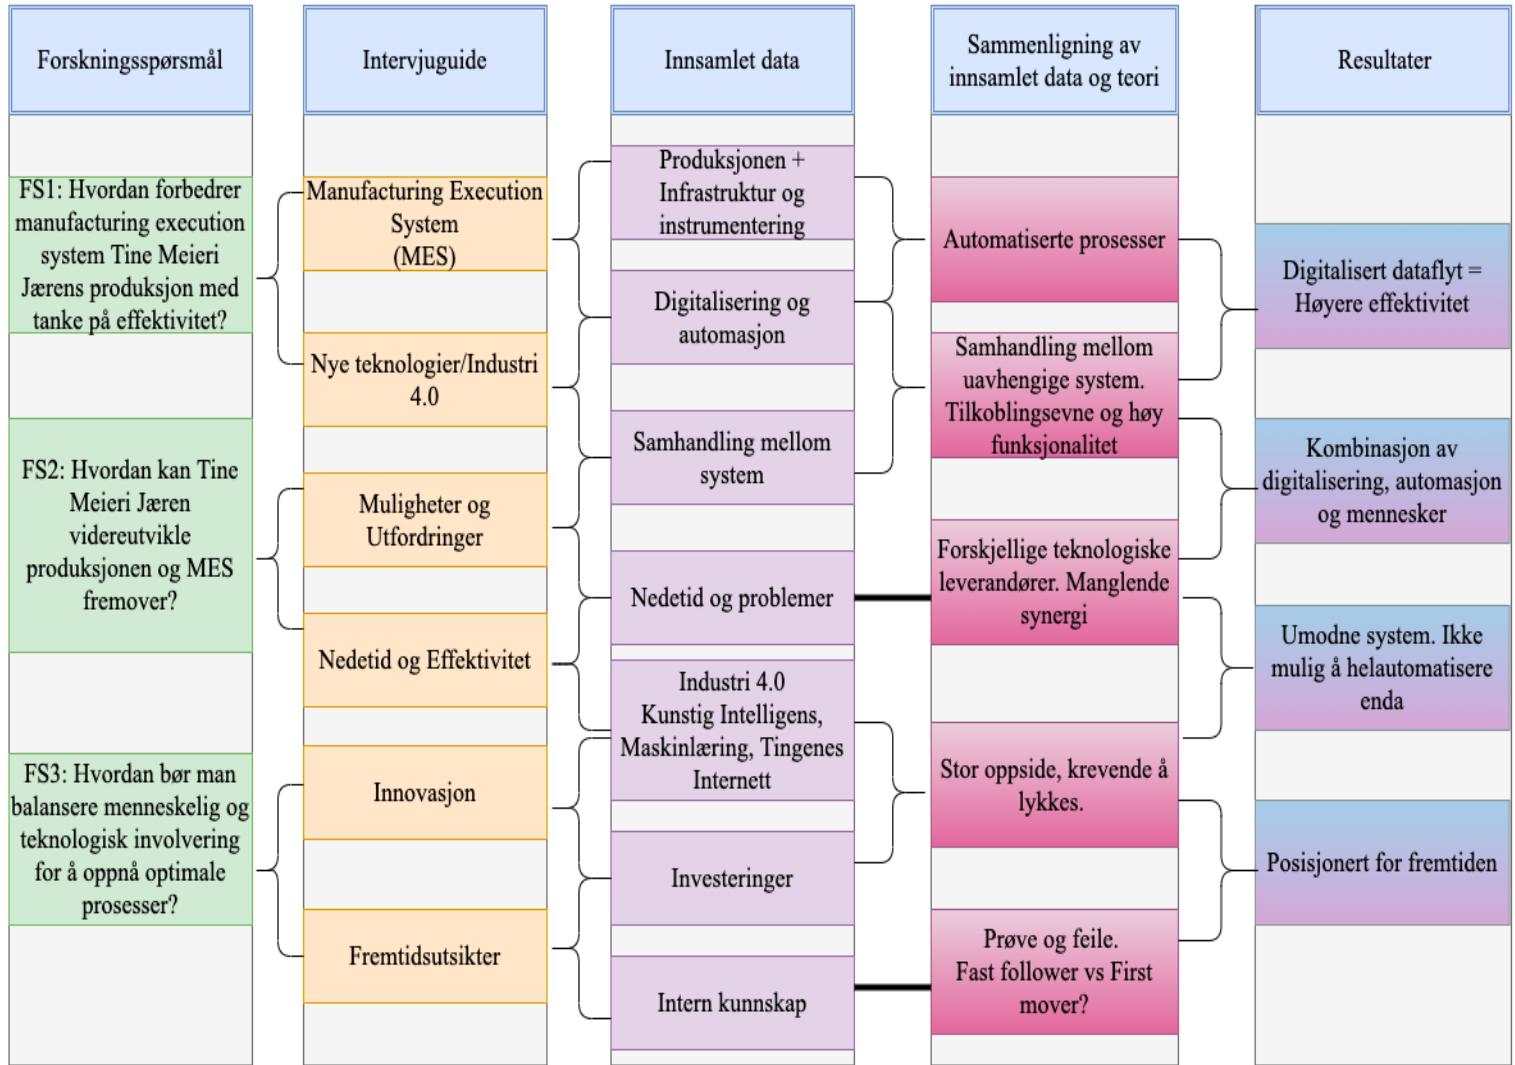 Forskningsspørsmål
FS1: Hvordan forbedrer
manufacturing execution
system Tine Meieri
Jærens produksjon med
tanke på effektivitet?
FS2: Hvordan kan Tine
Meieri Jæren
videreutvikle
produksjonen og MES
fremover?
FS3: Hvordan bør man
balansere menneskelig og
teknologisk involvering
for å oppnå optimale
prosesser?
Intervjuguide
Manufacturing Execution
System
(MES)
Nye teknologier/Industri
4.0
Muligheter og
Utfordringer
Nedetid og Effektivitet
Innovasjon
Fremtidsutsikter
Innsamlet data
Produksjonen +
Infrastruktur og
instrumentering
Digitalisering og
automasjon
Samhandling mellom
system
Nedetid og problemer
Industri 4.0
Kunstig Intelligens,
Maskinlæring, Tingenes
Internett
Investeringer
Intern kunnskap
Sammenligning av
innsamlet data og teori
Automatiserte prosesser
Samhandling mellom
uavhengige system.
Tilkoblingsevne og høy
funksjonalitet
Forskjellige teknologiske
leverandører. Manglende
synergi
Stor oppside, krevende å
lykkes.
Prøve og feile.
Fast follower vs First
mover?
Resultater
Digitalisert dataflyt =
Høyere effektivitet
Kombinasjon av
digitalisering, automasjon
og mennesker
Umodne system. Ikke
mulig å helautomatisere
enda
Posisjonert for fremtiden